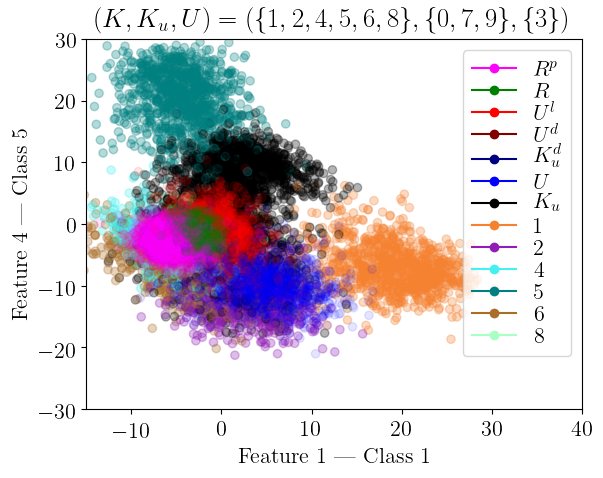 (K, K_u, U) = ({1, 2, 4, 5, 6, 8}, {0, 7, 9}, {3})
30
20
10
0
−10
−20
−30
Feature 4 — Class 5
−10
0
10
20
30
40
Feature 1 — Class 1
R^p
R
U^l
U^d
K_u^d
U
K_u
1
2
4
5
6
8